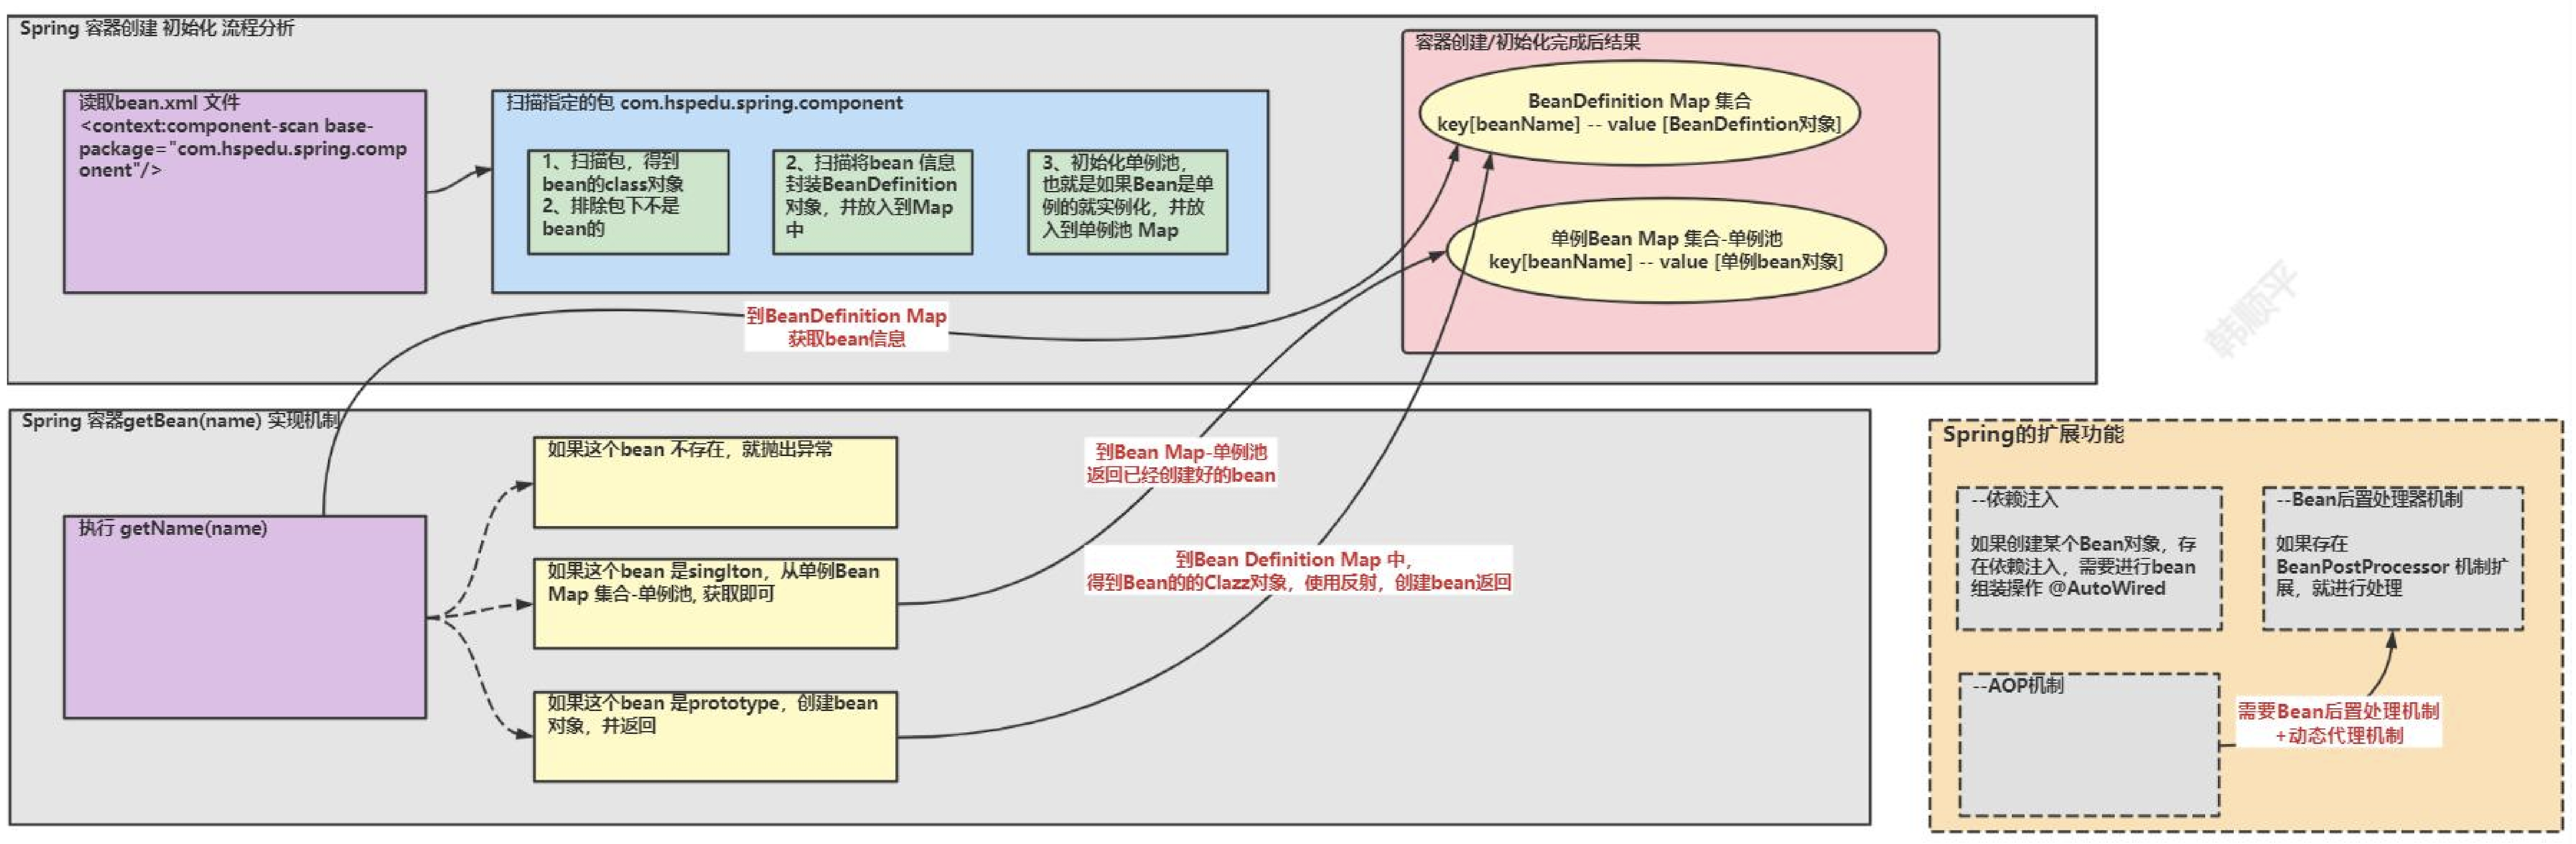 Spring 容器创建 初始化 流程分析
读取bean.xml 文件
<context:component-scan base-
package="com.hspedu.spring.comp
onent"/>
扫描指定的包 com.hspedu.spring.component
1、扫描包，得到
bean的class对象
2、排除包下不是
bean的
2、扫描将bean 信息
封装BeanDefinition
对象，并放入到Map
中
3、初始化单例池，
也就是如果Bean是单
例的就实例化，并放
入到单例池 Map
容器创建/初始化完成后结果
BeanDefinition Map 集合
key[beanName] -- value [BeanDefintion对象]
单例Bean Map 集合-单例池
key[beanName] -- value [单例bean对象]
到BeanDefinition Map
获取bean信息
韩顺平
Spring 容器getBean(name) 实现机制
执行 getName(name)
如果这个bean 不存在，就抛出异常
如果这个bean 是singlton，从单例Bean
Map 集合-单例池, 获取即可
如果这个bean 是prototype，创建bean
对象，并返回
到Bean Map-单例池
返回已经创建好的bean
到Bean Definition Map 中，
得到Bean的的Clazz对象，使用反射，创建bean返回
Spring的扩展功能
--依赖注入
如果创建某个Bean对象，存
在依赖注入，需要进行bean
组装操作 @AutoWired
--Bean后置处理器机制
如果存在
BeanPostProcessor 机制扩
展，就进行处理
--AOP机制
需要Bean后置处理机制
+动态代理机制